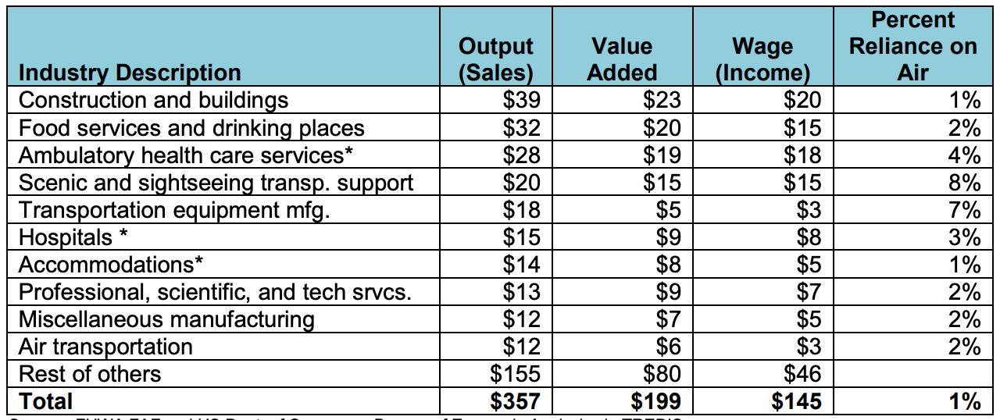 Industry Description Output (Sales) Value Added Wage (Income) Percent Reliance on Air
Construction and buildings $39 $23 $20 1%
Food services and drinking places $32 $20 $15 2%
Ambulatory health care services* $28 $19 $18 4%
Scenic and sightseeing transp. support $20 $15 $15 8%
Transportation equipment mfg. $18 $5 $3 7%
Hospitals * $15 $9 $8 3%
Accommodations* $14 $8 $5 1%
Professional, scientific, and tech srvcs. $13 $9 $7 2%
Miscellaneous manufacturing $12 $7 $5 2%
Air transportation $12 $6 $3 2%
Rest of others $155 $80 $46
Total $357 $199 $145 1%